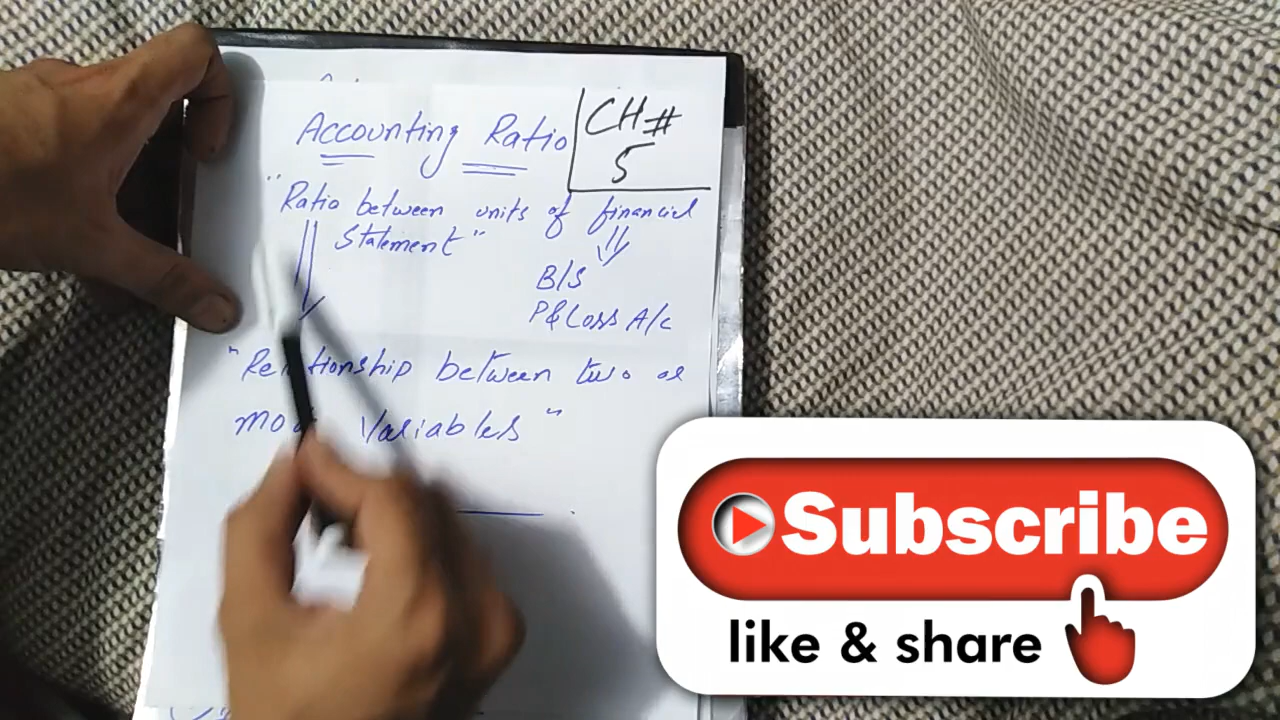 Accounting Ratio
CH#
5
"Ratio between units of financial
Statement"
B/S
P&Loss A/c
"Relationship between two or
Variables"
Subscribe
like & share